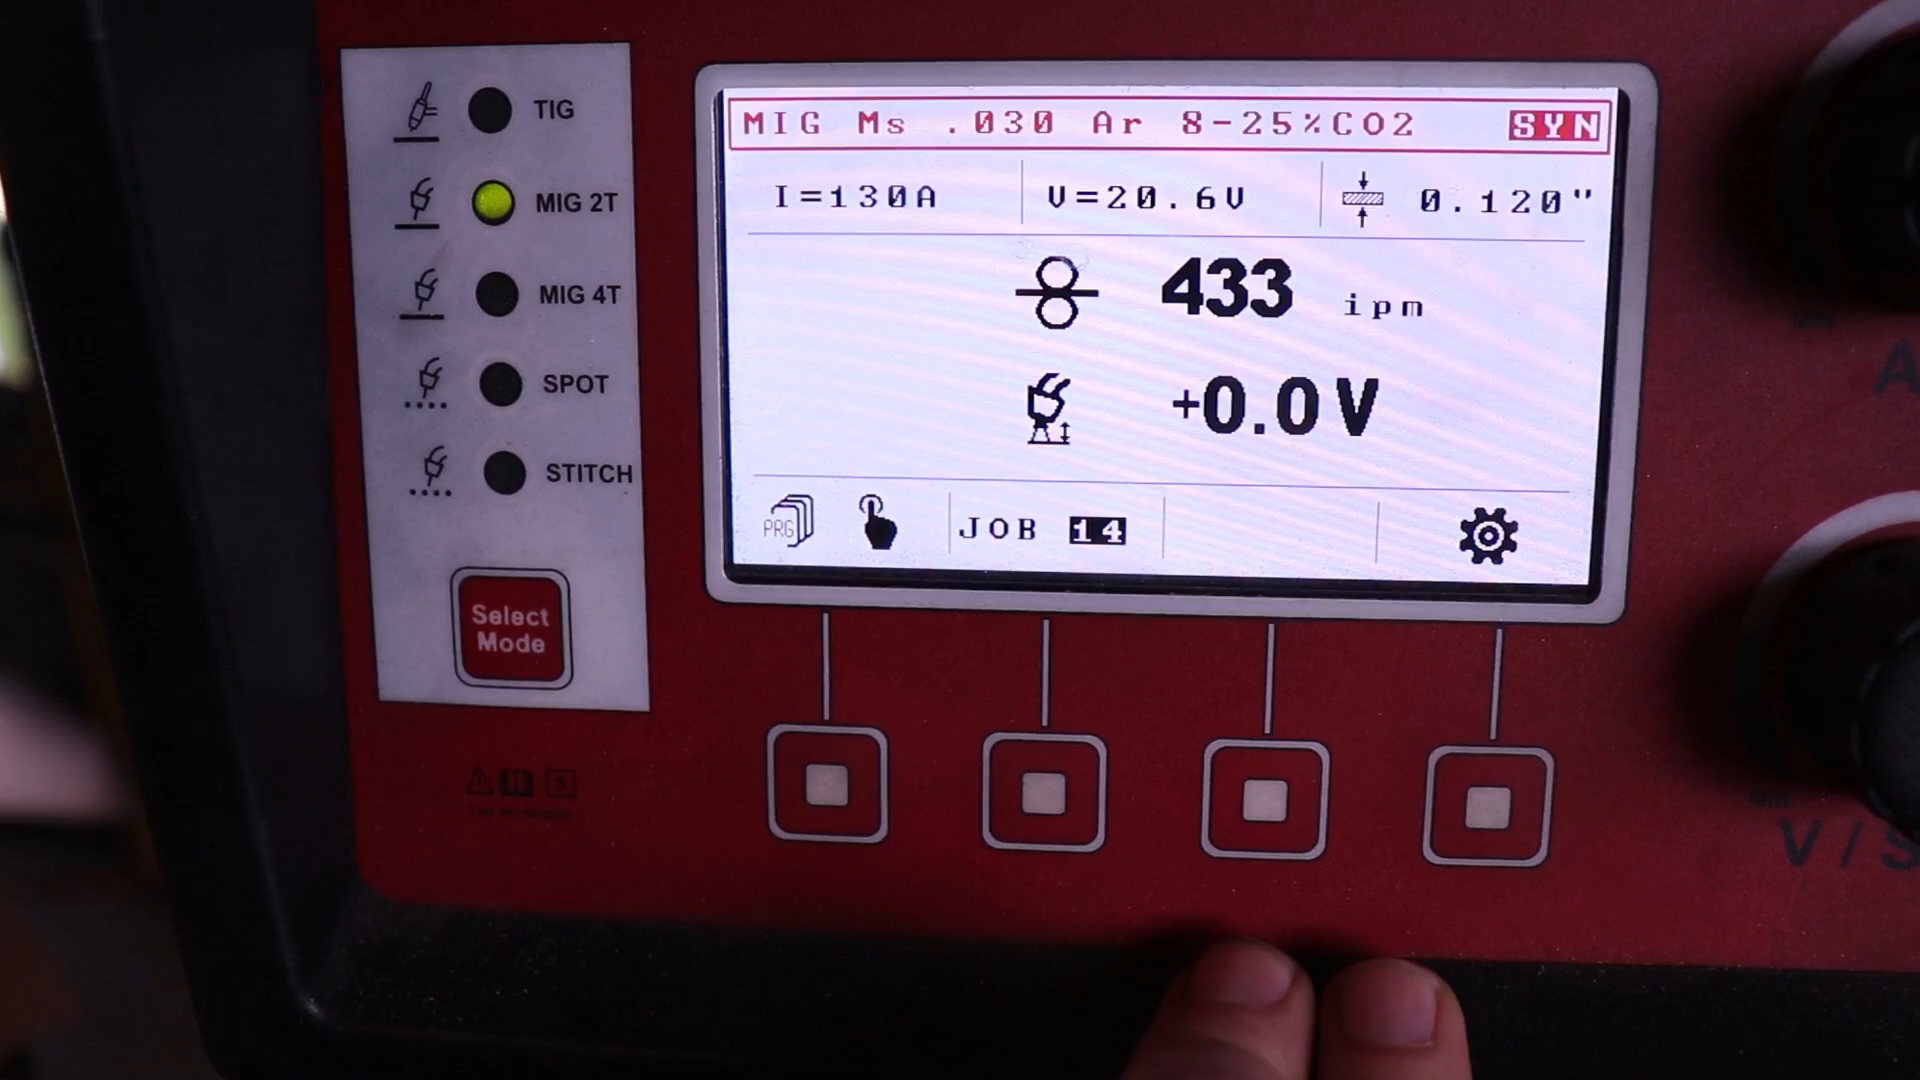 TIG
MIG 2T
MIG 4T
SPOT
STITCH
Select
Mode
MIG Ms .030 Ar 8-25%CO2 SYN
I=130A V=20.6V 0.120"
433 ipm
+0.0V
PRG JOB 14
A
V/S